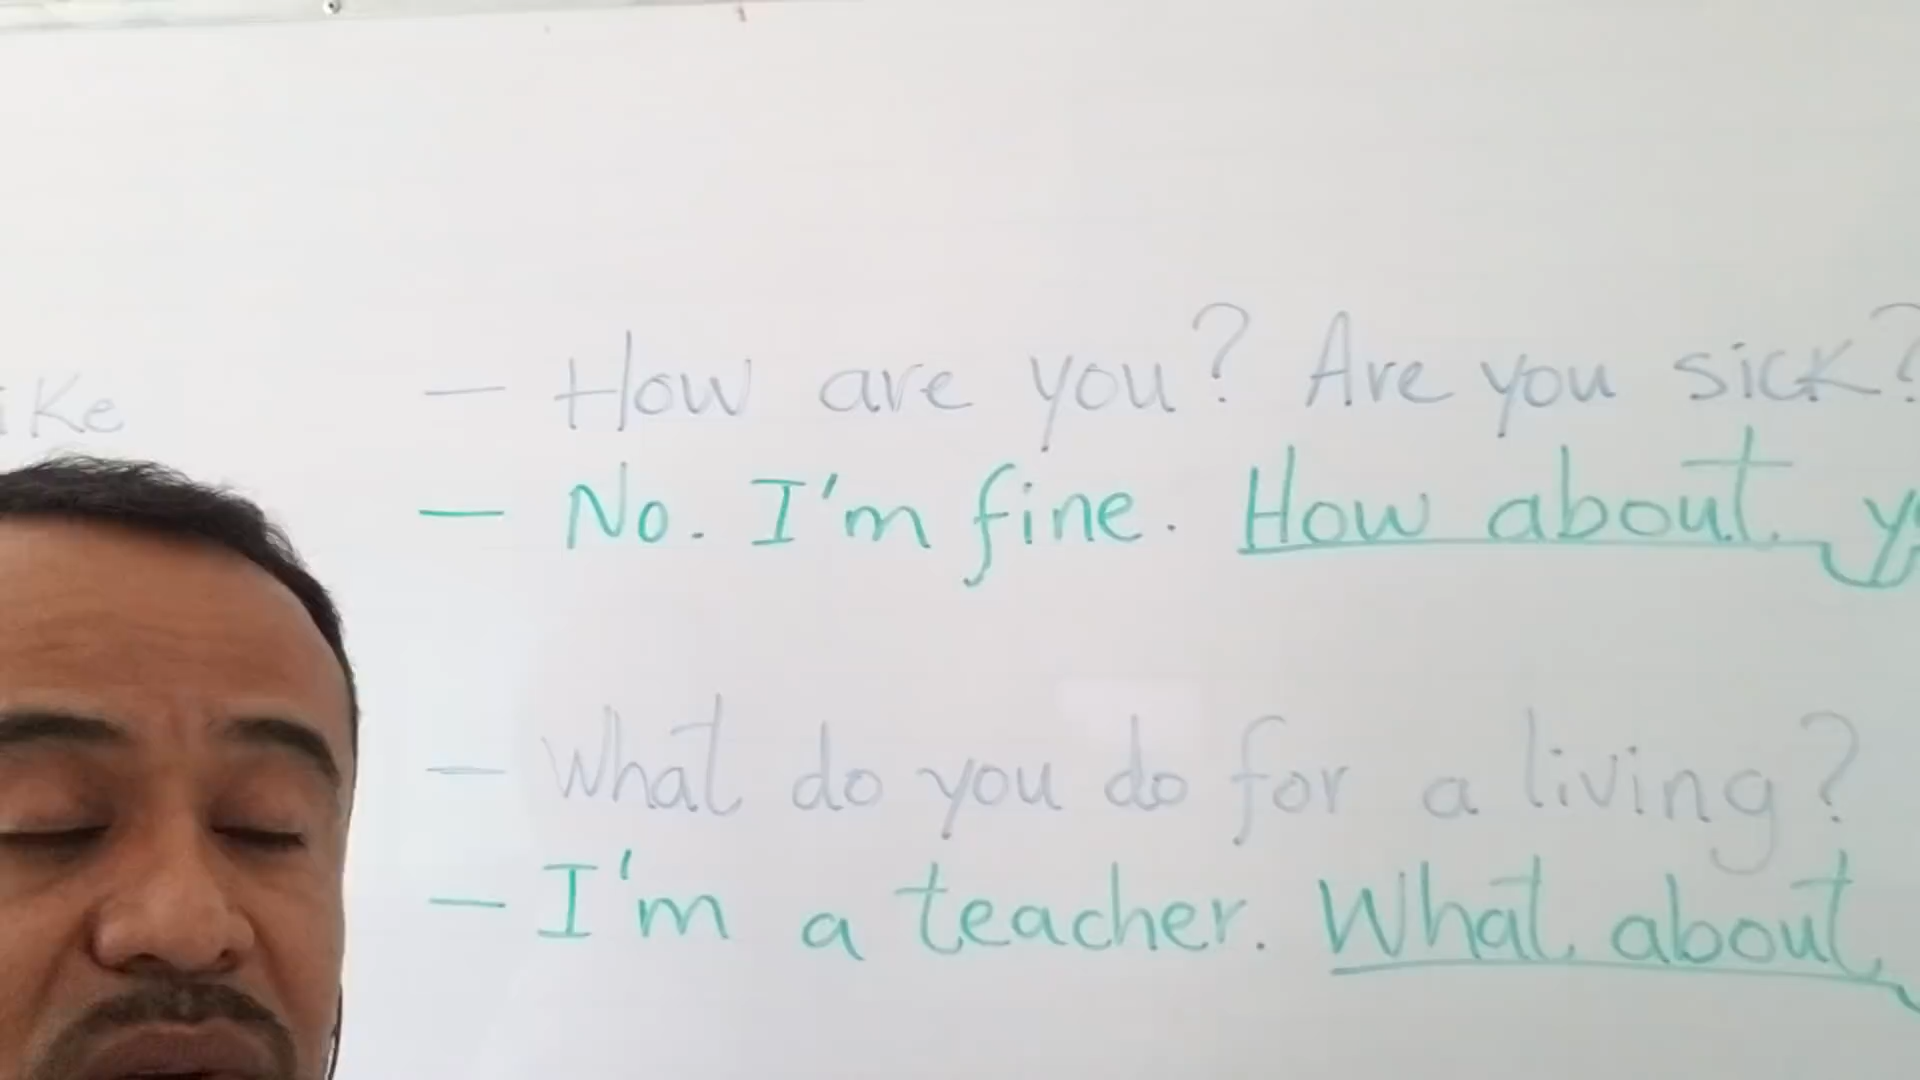 How are you? Are you sick?
— No. I'm fine. How about
— What do you do for a living?
— I'm a teacher. What about